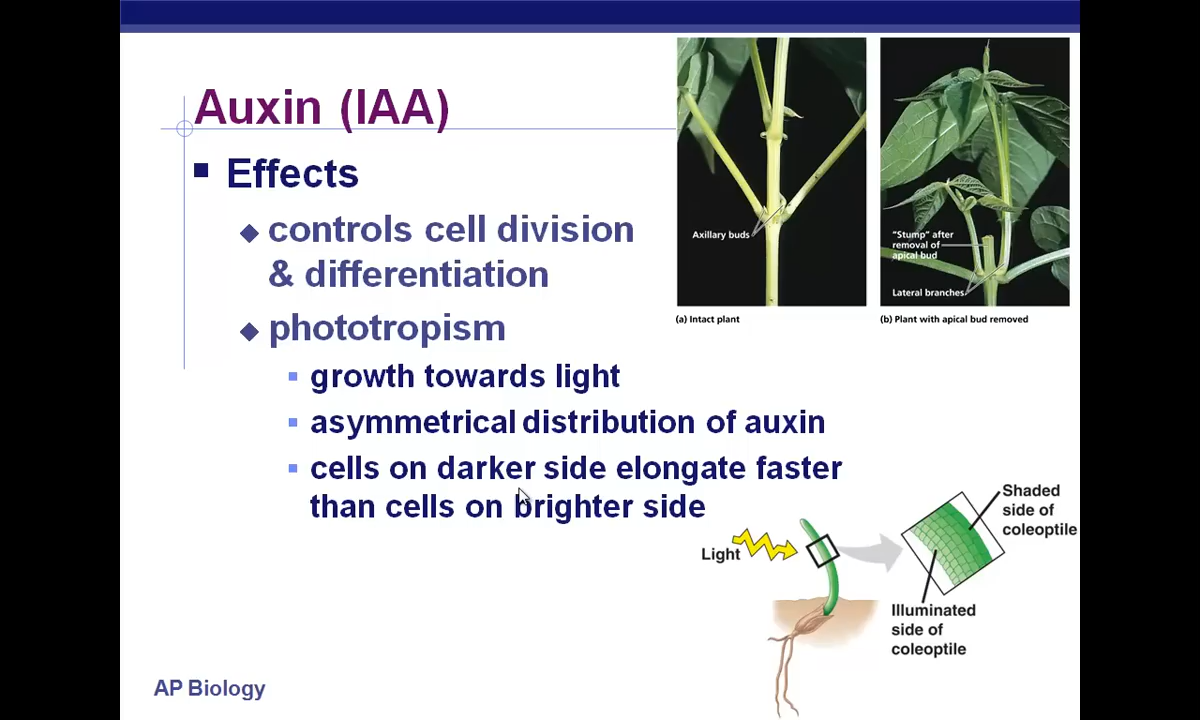 Auxin (IAA)
Effects
controls cell division
& differentiation
phototropism
growth towards light
asymmetrical distribution of auxin
cells on darker side elongate faster
than cells on brighter side
Axillary buds
(a) Intact plant
"Stump" after
removal of
apical bud
Lateral branches
(b) Plant with apical bud removed
Light
Shaded
side of
coleoptile
Illuminated
side of
coleoptile
AP Biology